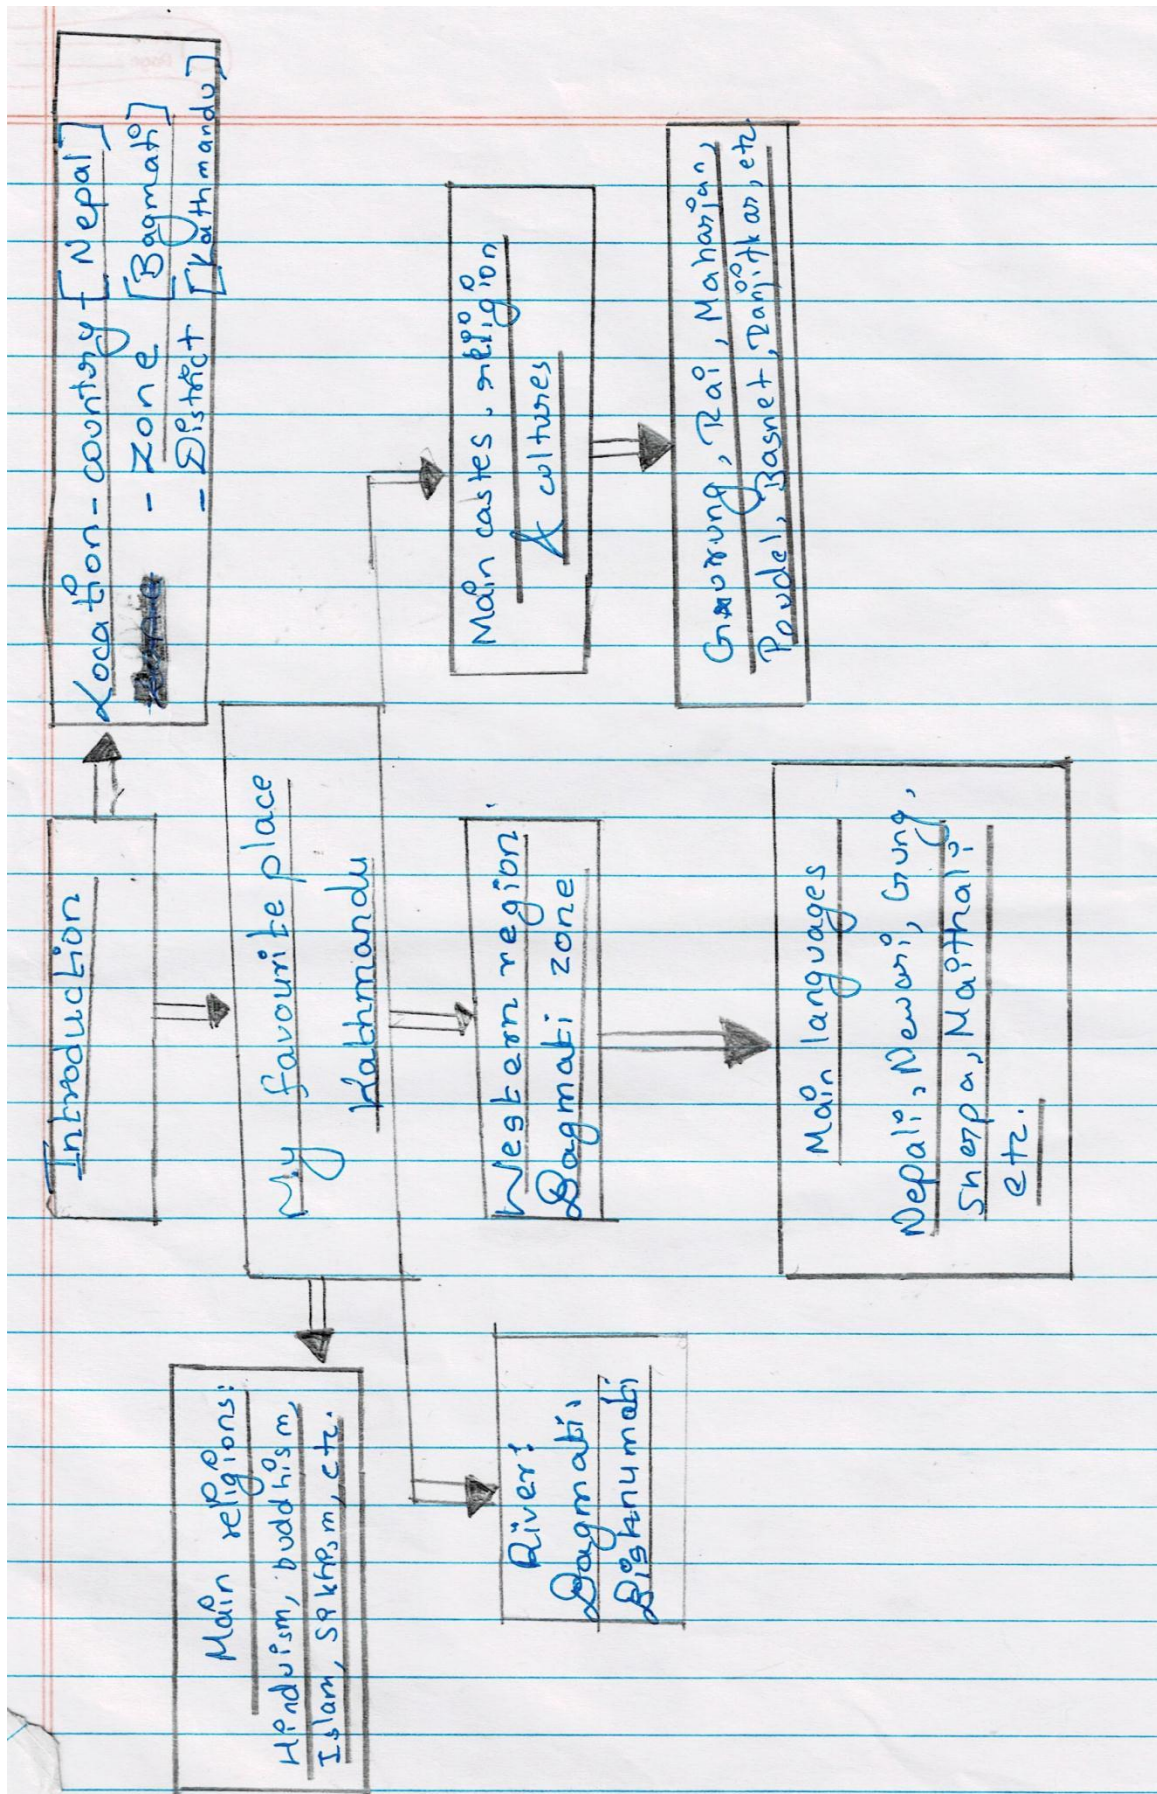 Introduction
Location - country - [Nepal]
- zone [Bagmati]
- District [Kathmandu]
My favourite place
Kathmandu
Main religions:
Hinduism, buddhism,
Islam, Sikhism, etc.
Western region
Bagmati zone
Main castes, religion
& cultures
River:
Bagmati,
Bishnumati
Gurung, Rai, Maharjan,
Poudel, Basnet, Ranjitkar, etc
Main languages
Nepali, Newari, Grung,
Sherpa, Maithali
etc.